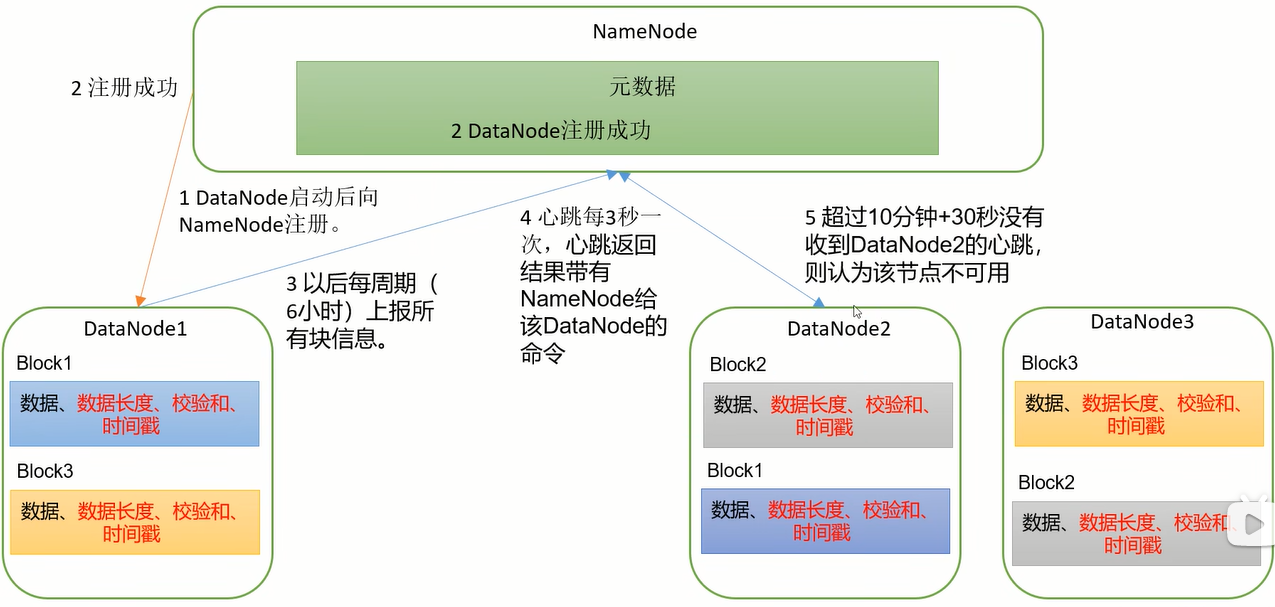 NameNode
元数据
2 DataNode注册成功
2 注册成功
1 DataNode启动后向
NameNode注册。
3 以后每周期（
6小时）上报所
有块信息。
4 心跳每3秒一
次，心跳返回
结果带有
NameNode给
该DataNode的
命令
5 超过10分钟+30秒没有
收到DataNode2的心跳，
则认为该节点不可用
DataNode1
Block1
数据、数据长度、校验和、
时间戳
Block3
数据、数据长度、校验和、
时间戳
DataNode2
Block2
数据、数据长度、校验和、
时间戳
Block1
数据、数据长度、校验和、
时间戳
DataNode3
Block3
数据、数据长度、校验和、
时间戳
Block2
数据、数据长度、校验和、
时间戳